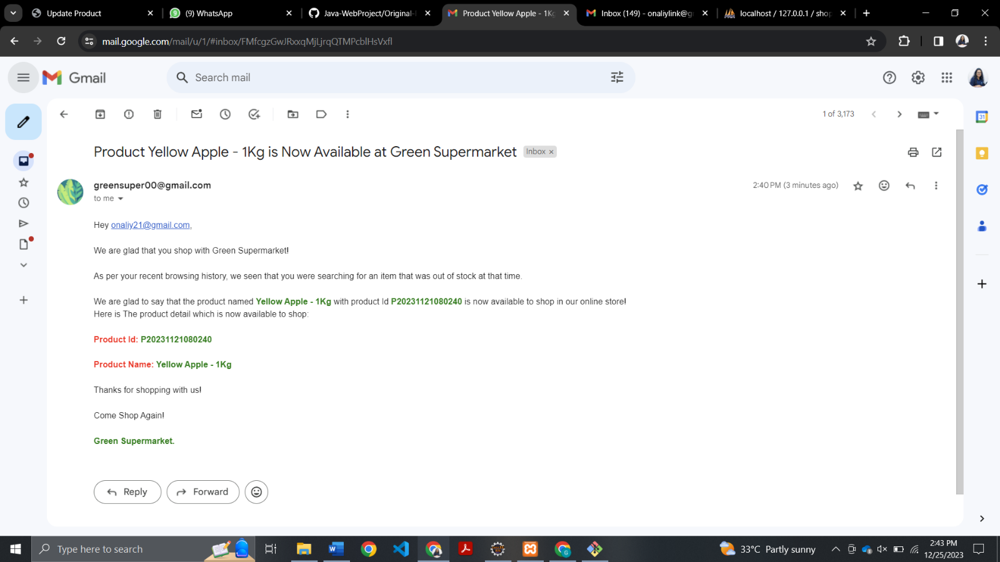 Update Product
(9) WhatsApp
Java-WebProject/Original-
Product Yellow Apple - 1Kg
Inbox (149) - onaliylink@g
localhost / 127.0.0.1 / shop
mail.google.com/mail/u/1/#inbox/FMfcgzGwJRxxqMjLjrqQTMPcblHsVxfl
Gmail
Search mail
1 of 3,173
31
Product Yellow Apple - 1Kg is Now Available at Green Supermarket
Inbox ×
greensuper00@gmail.com
2:40 PM (3 minutes ago)
to me
Hey onaliy21@gmail.com,
We are glad that you shop with Green Supermarket!
As per your recent browsing history, we seen that you were searching for an item that was out of stock at that time.
We are glad to say that the product named Yellow Apple - 1Kg with product Id P20231121080240 is now available to shop in our online store!
Here is The product detail which is now available to shop:
Product Id: P20231121080240
Product Name: Yellow Apple - 1Kg
Thanks for shopping with us!
Come Shop Again!
Green Supermarket.
Reply
Forward
Type here to search
33°C Partly sunny
2:43 PM
12/25/2023